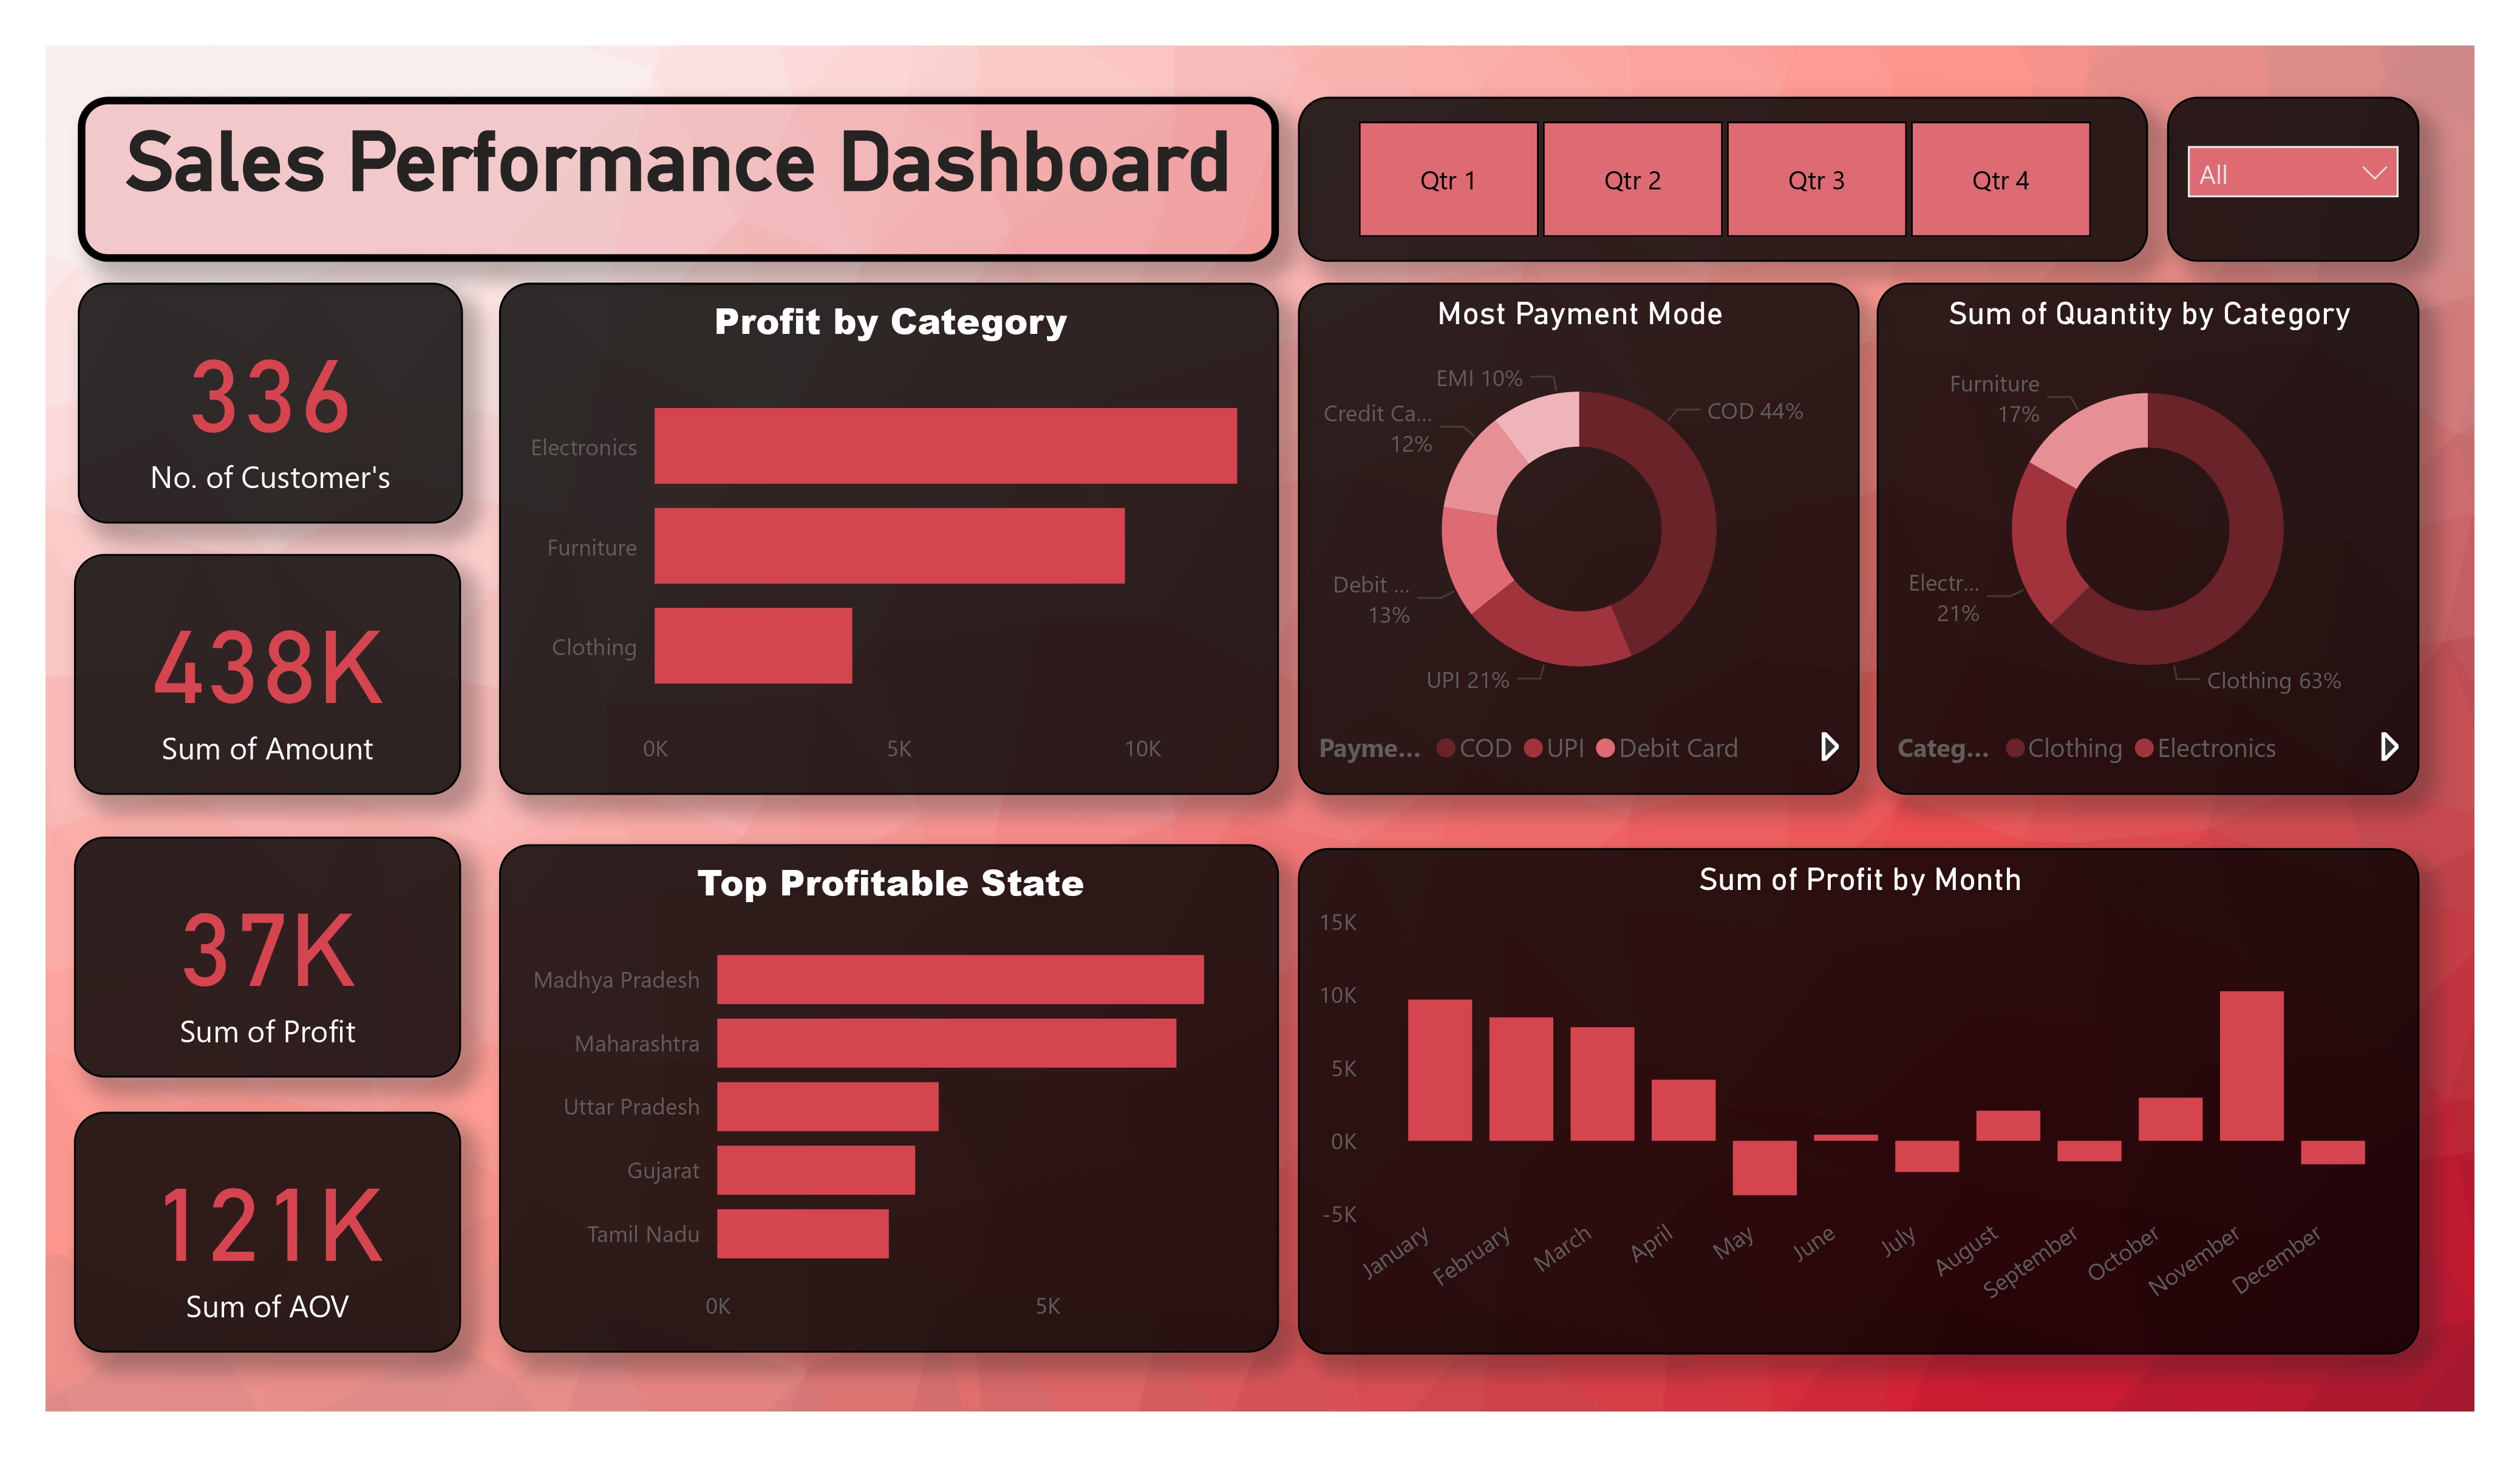 Sales Performance Dashboard
Qtr 1
Qtr 2
Qtr 3
Qtr 4
All
336
No. of Customer's
438K
Sum of Amount
37K
Sum of Profit
121K
Sum of AOV
Profit by Category
Electronics
Furniture
Clothing
0K
5K
10K
Most Payment Mode
EMI 10%
COD 44%
Credit Ca...
12%
Debit ...
13%
UPI 21%
Payme...
COD
UPI
Debit Card
Sum of Quantity by Category
Furniture
17%
Electr...
21%
Clothing 63%
Categ...
Clothing
Electronics
Top Profitable State
Madhya Pradesh
Maharashtra
Uttar Pradesh
Gujarat
Tamil Nadu
0K
5K
Sum of Profit by Month
15K
10K
5K
0K
-5K
January
February
March
April
May
June
July
August
September
October
November
December